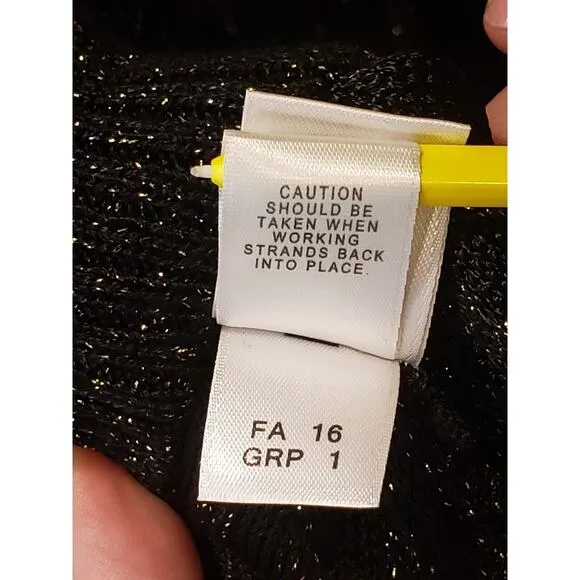 CAUTION
SHOULD BE
TAKEN WHEN
WORKING
STRANDS BACK
INTO PLACE.
FA 16
GRP 1